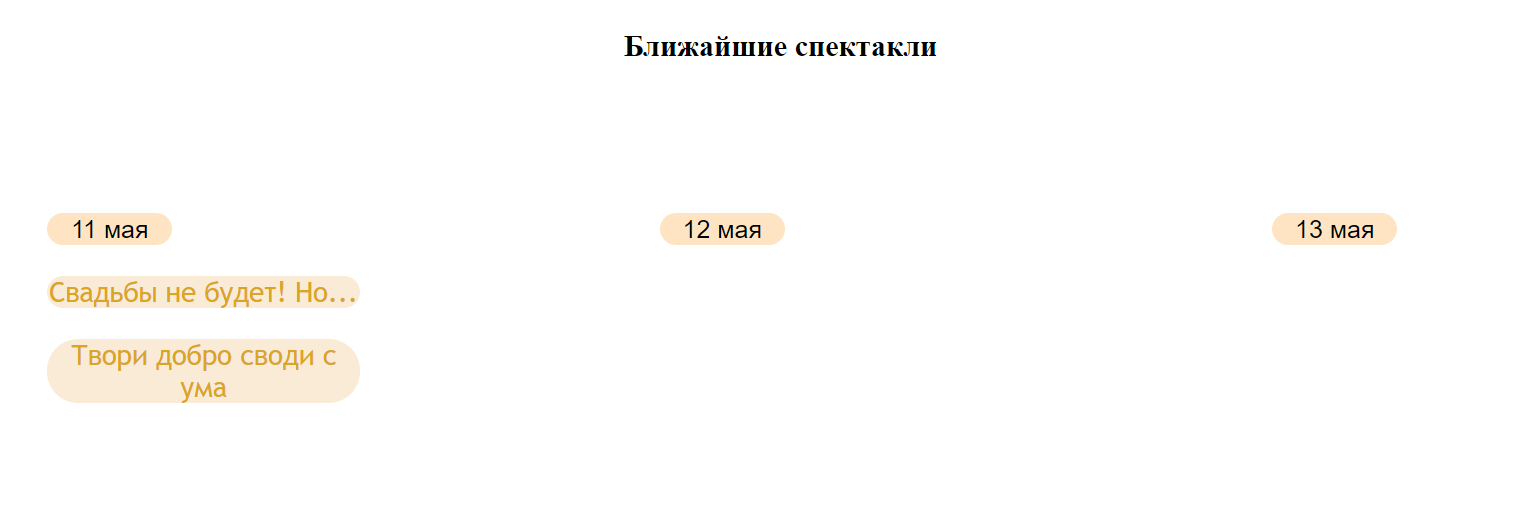 Ближайшие спектакли
11 мая
12 мая
13 мая
Свадьбы не будет! Но...
Твори добро своди с
ума